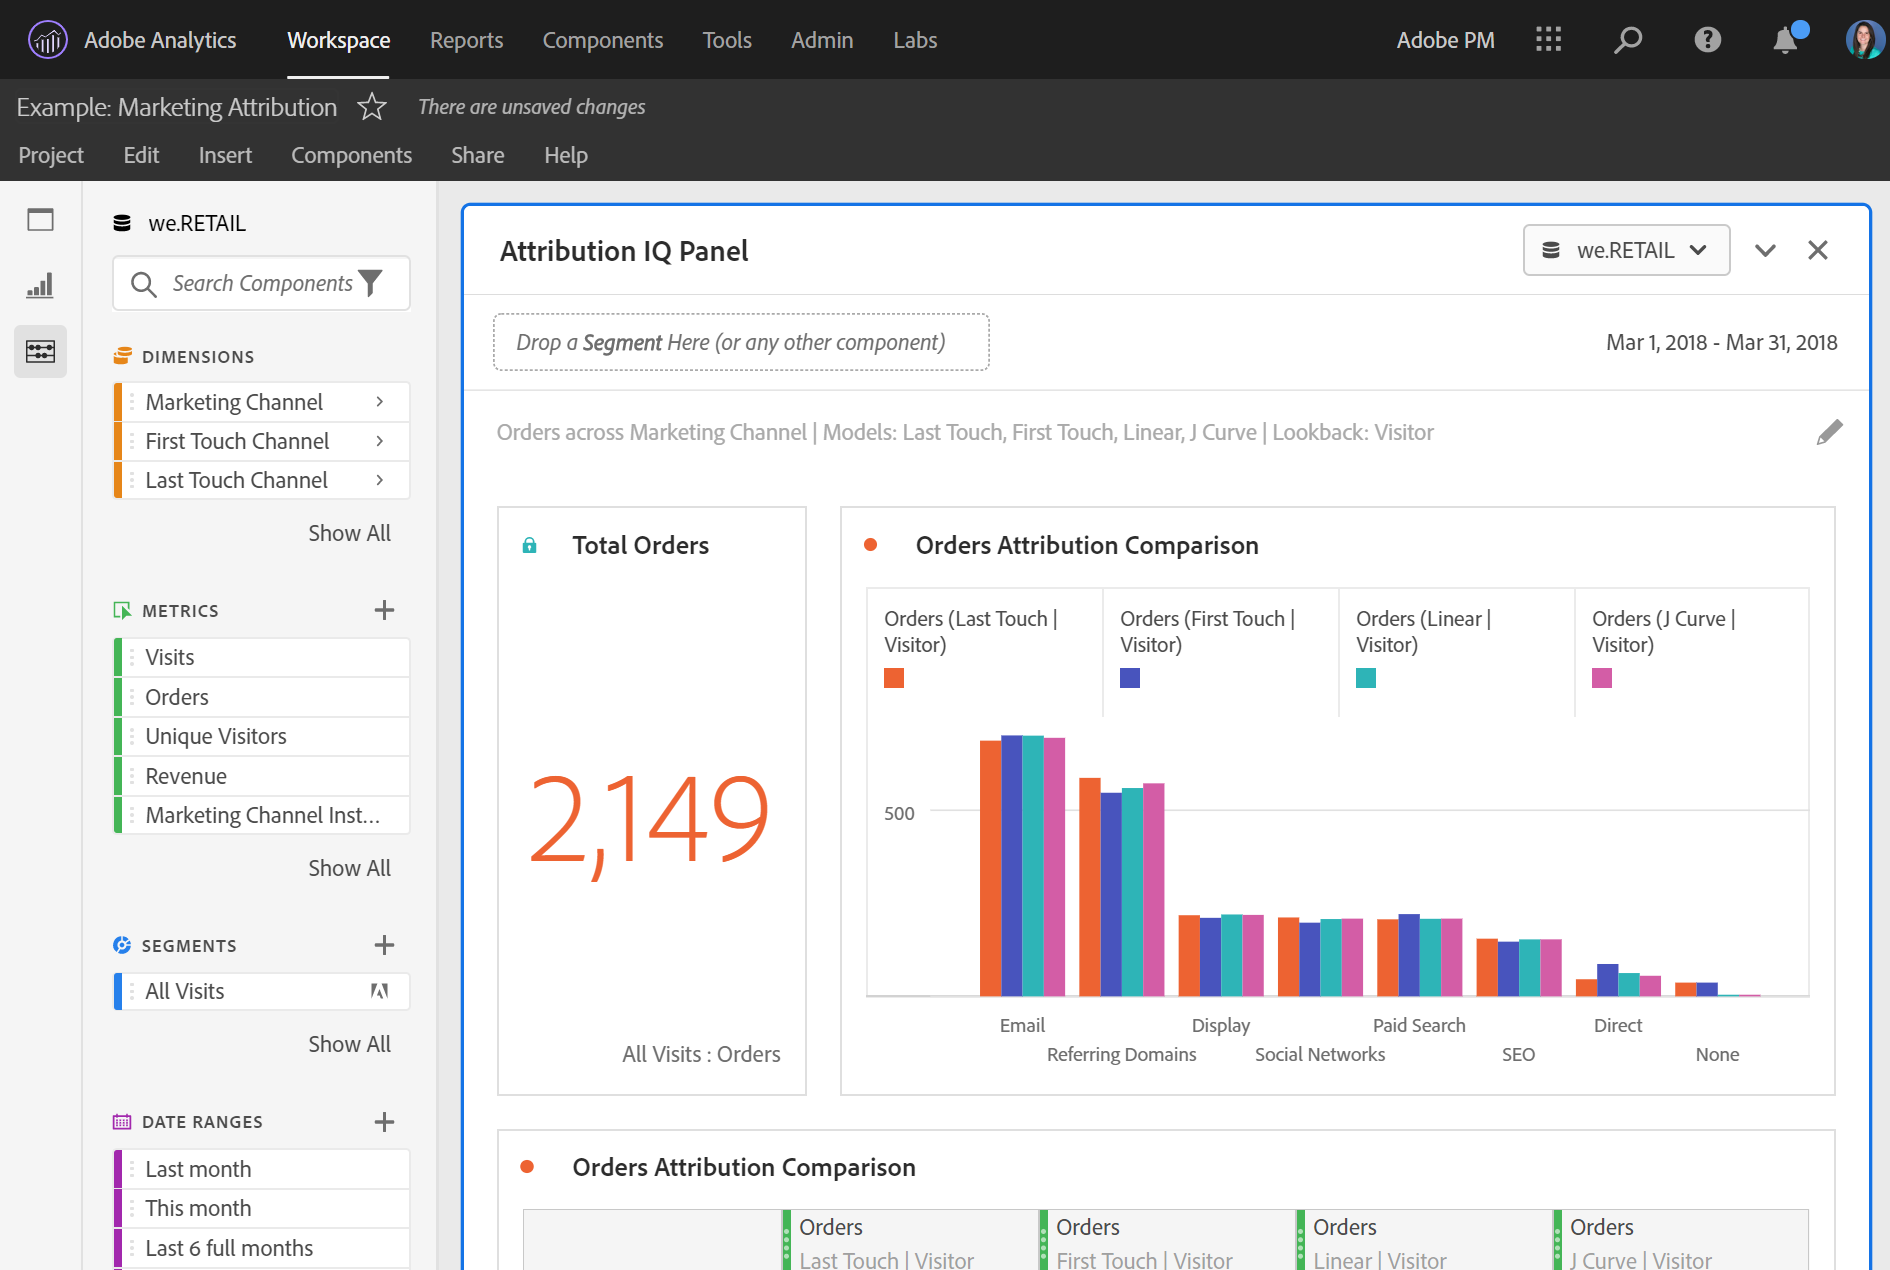 Adobe Analytics Workspace Reports Components Tools Admin Labs Adobe PM
Example: Marketing Attribution There are unsaved changes
Project Edit Insert Components Share Help
we.RETAIL
Search Components
DIMENSIONS
Marketing Channel
First Touch Channel
Last Touch Channel
Show All
METRICS
Visits
Orders
Unique Visitors
Revenue
Marketing Channel Inst...
Show All
SEGMENTS
All Visits
Show All
DATE RANGES
Last month
This month
Last 6 full months
Attribution IQ Panel
we.RETAIL
Drop a Segment Here (or any other component)
Mar 1, 2018 - Mar 31, 2018
Orders across Marketing Channel | Models: Last Touch, First Touch, Linear, J Curve | Lookback: Visitor
Total Orders
2,149
All Visits : Orders
Orders Attribution Comparison
Orders (Last Touch |
Visitor)
Orders (First Touch |
Visitor)
Orders (Linear |
Visitor)
Orders (J Curve |
Visitor)
500
Email Display Paid Search Direct
Referring Domains Social Networks SEO None
Orders Attribution Comparison
Orders Orders Orders Orders
Last Touch | Visitor First Touch | Visitor Linear | Visitor J Curve | Visitor